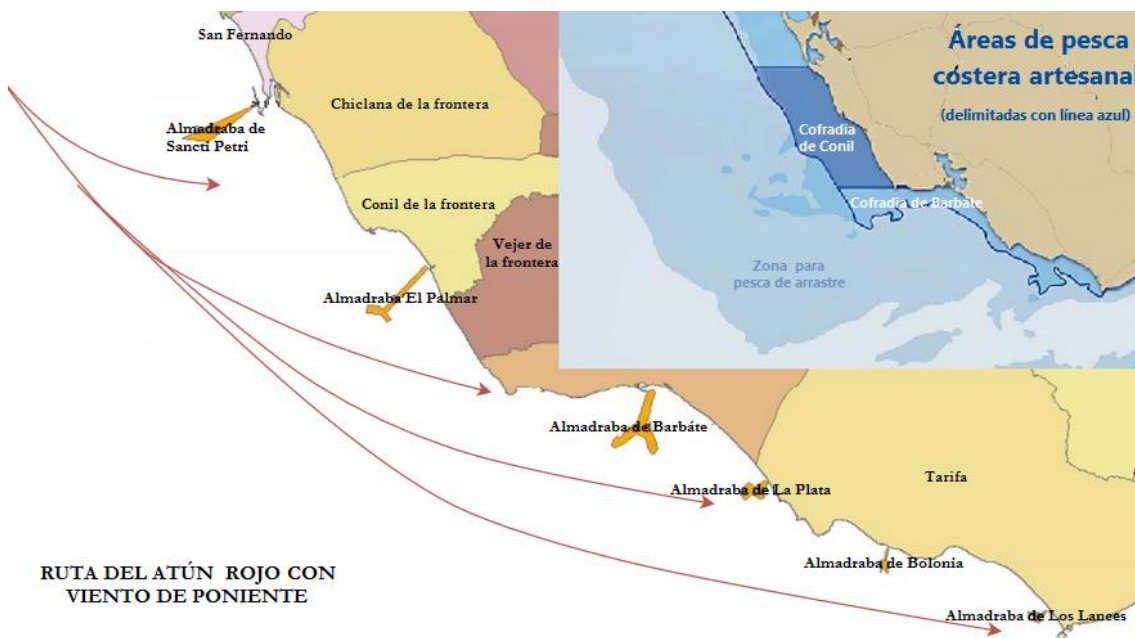 San Fernando
Chiclana de la frontera
Almadraba de
Sancti Petri
Conil de la frontera
Vejer de
la frontera
Almadraba El Palmar
Almadraba de Barbáte
Almadraba de La Plata
Tarifa
Almadraba de Bolonia
Almadraba de Los Lances
RUTA DEL ATÚN ROJO CON
VIENTO DE PONIENTE
Áreas de pesca
costera artesanal
(delimitadas con línea azul)
Cofradía
de Conil
Cofradía de Barbate
Zona para
pesca de arrastre